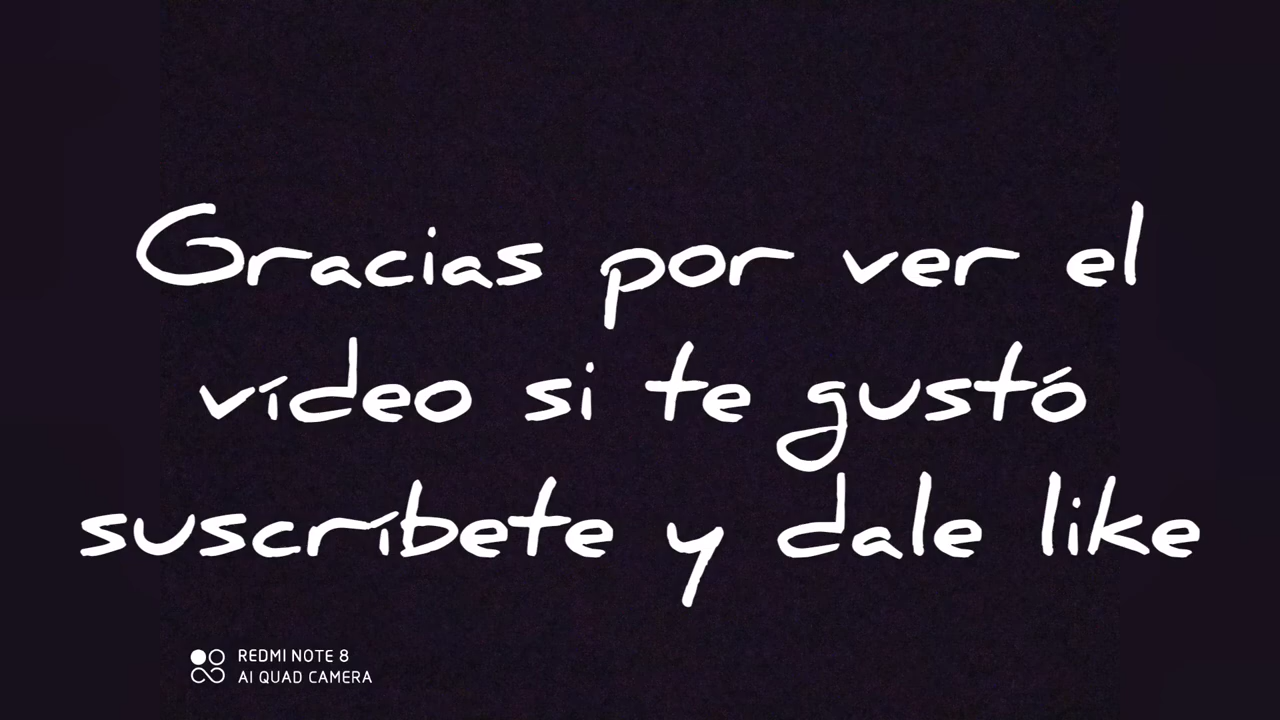 Gracias por ver el
vídeo si te gustó
suscríbete y dale like
REDMI NOTE 8
AI QUAD CAMERA